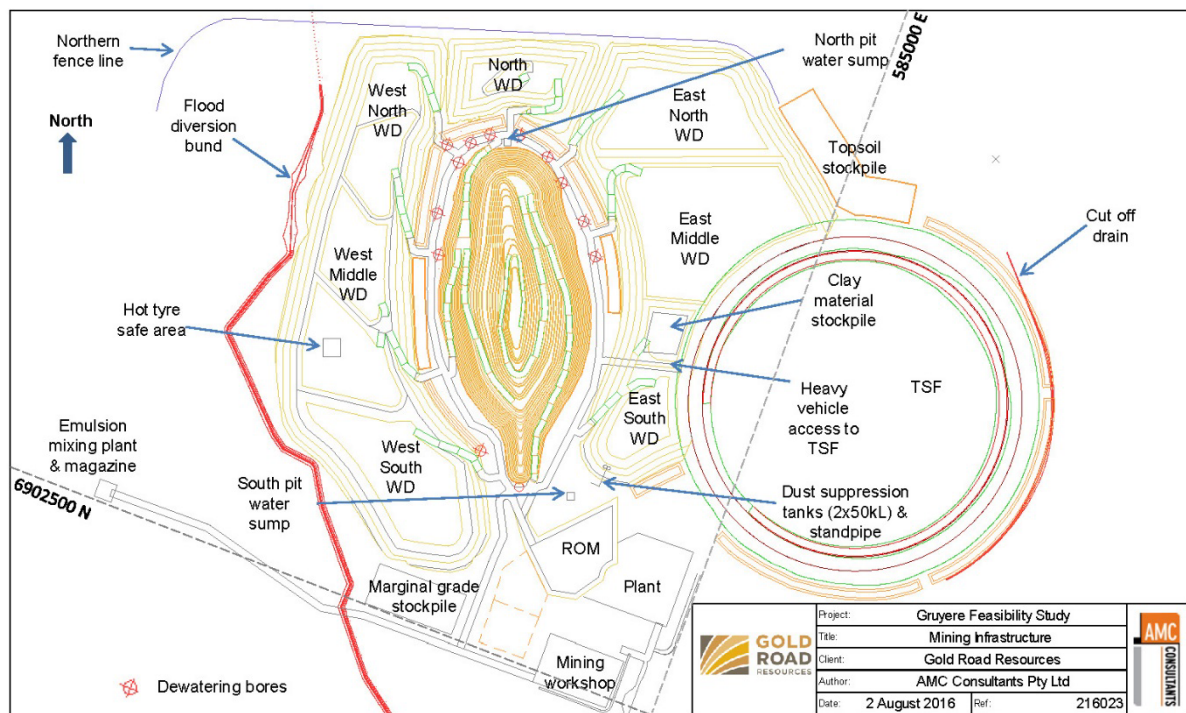 Northern
fence line
North
WD
North pit
water sump
585000 E
West
North
WD
East
North
WD
Flood
diversion
bund
North
Topsoil
stockpile
Cut off
drain
East
Middle
WD
West
Middle
WD
Clay
material
stockpile
Hot tyre
safe area
TSF
Heavy
vehicle
access to
TSF
East
South
WD
Emulsion
mixing plant
& magazine
West
South
WD
6902500 N
South pit
water
sump
Dust suppression
tanks (2x50kL) &
standpipe
ROM
Marginal grade
stockpile
Plant
Mining
workshop
Dewatering bores
GOLD
ROAD
RESOURCES
Project: Gruyere Feasibility Study
Title: Mining Infrastructure
Client: Gold Road Resources
Author: AMC Consultants Pty Ltd
Date: 2 August 2016 Ref: 216023
AMC
CONSULTANTS